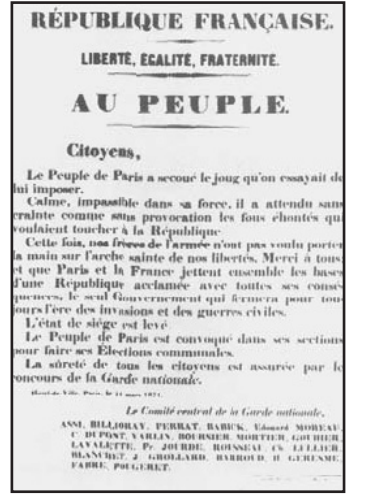 RÉPUBLIQUE FRANÇAISE.
LIBERTÉ, ÉGALITÉ, FRATERNITÉ.
AU PEUPLE.
Citoyens,
Le Peuple de Paris a secoué le joug qu'on essayait de
lui imposer.
Calme, impassible dans sa force, il a attendu sans
crainte comme sans provocation les fous éhontés qui
voulaient toucher à la République
Cette fois, nos frères de l'armée n'ont pas voulu porter
la main sur l'arche sainte de nos libertés. Merci à tous,
et que Paris et la France jettent ensemble les bases
d'une République acclamée avec toutes ses consé-
quences, le seul Gouvernement qui fermera pour tou-
jours l'ère des invasions et des guerres civiles.
L'état de siége est levé.
Le Peuple de Paris est convoqué dans ses sections
pour faire ses Élections communales.
La sûreté de tous les citoyens est assurée par le
concours de la Garde nationale.
Hôtel-de-Ville, Paris, le mars 1871.
Le Comité central de la Garde nationale,
ASSI, BILLIORAY, FERRAT, BABICK, Édouard MOREAU,
C. DUPONT, VARLIN, BOURSIER, MORTIER, GOUHIER,
LAVALETTE, Fr. JOURDE, ROUSSEAU, Ch. LULLIER,
BLANCHET, J. GROLLARD, BARROUD, H. GERESME,
FABRE, POUGERET.